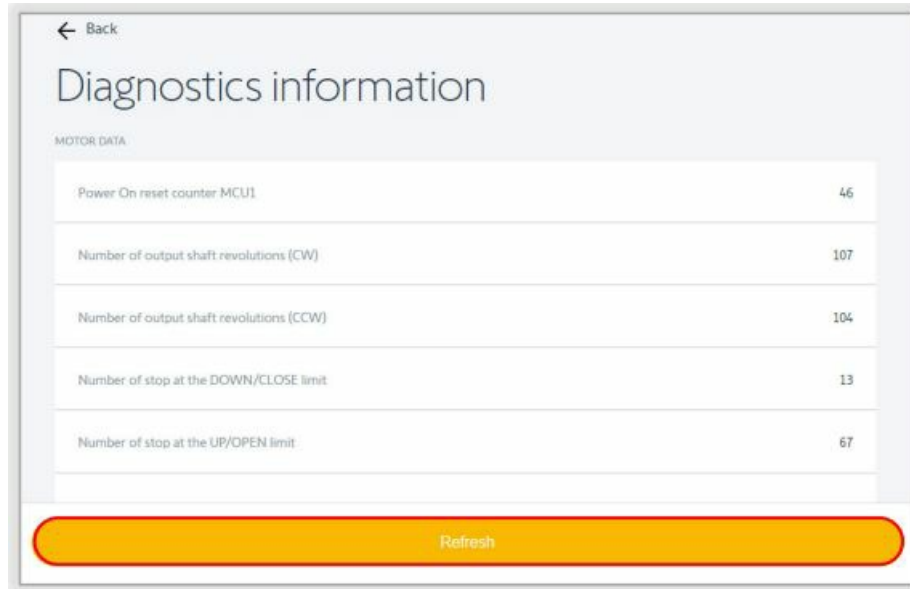 Back
Diagnostics information
MOTOR DATA
Power On reset counter MCU1 46
Number of output shaft revolutions (CW) 107
Number of output shaft revolutions (CCW) 104
Number of stop at the DOWN/CLOSE limit 13
Number of stop at the UP/OPEN limit 67
Refresh